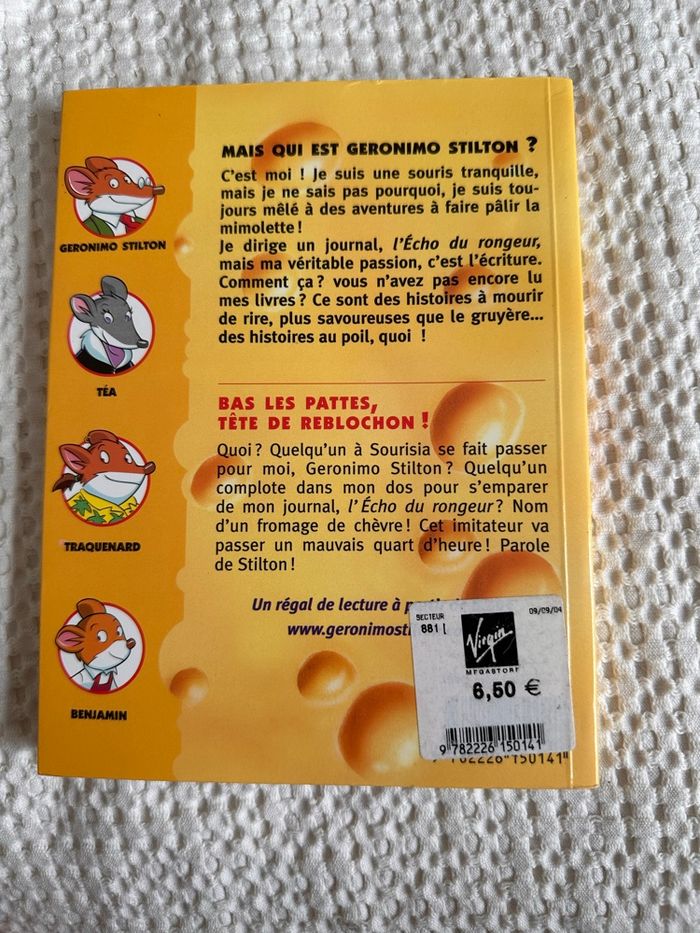 MAIS QUI EST GERONIMO STILTON ?
C'est moi ! Je suis une souris tranquille,
mais je ne sais pas pourquoi, je suis tou-
jours mêlé à des aventures à faire pâlir la
mimolette !
Je dirige un journal, l'Écho du rongeur,
mais ma véritable passion, c'est l'écriture.
Comment ça ? vous n'avez pas encore lu
mes livres ? Ce sont des histoires à mourir
de rire, plus savoureuses que le gruyère...
des histoires au poil, quoi !
GERONIMO STILTON
TÉA
TRAQUENARD
BENJAMIN
BAS LES PATTES,
TÊTE DE REBLOCHON !
Quoi ? Quelqu'un à Sourisia se fait passer
pour moi, Geronimo Stilton ? Quelqu'un
complote dans mon dos pour s'emparer
de mon journal, l'Écho du rongeur ? Nom
d'un fromage de chèvre ! Cet imitateur va
passer un mauvais quart d'heure ! Parole
de Stilton !
Un régal de lecture à
www.geronimosti
SECTEUR
881
09/09/04
Virgin
MEGASTORE
6,50 €
9 782226 150141
9 782226 150141